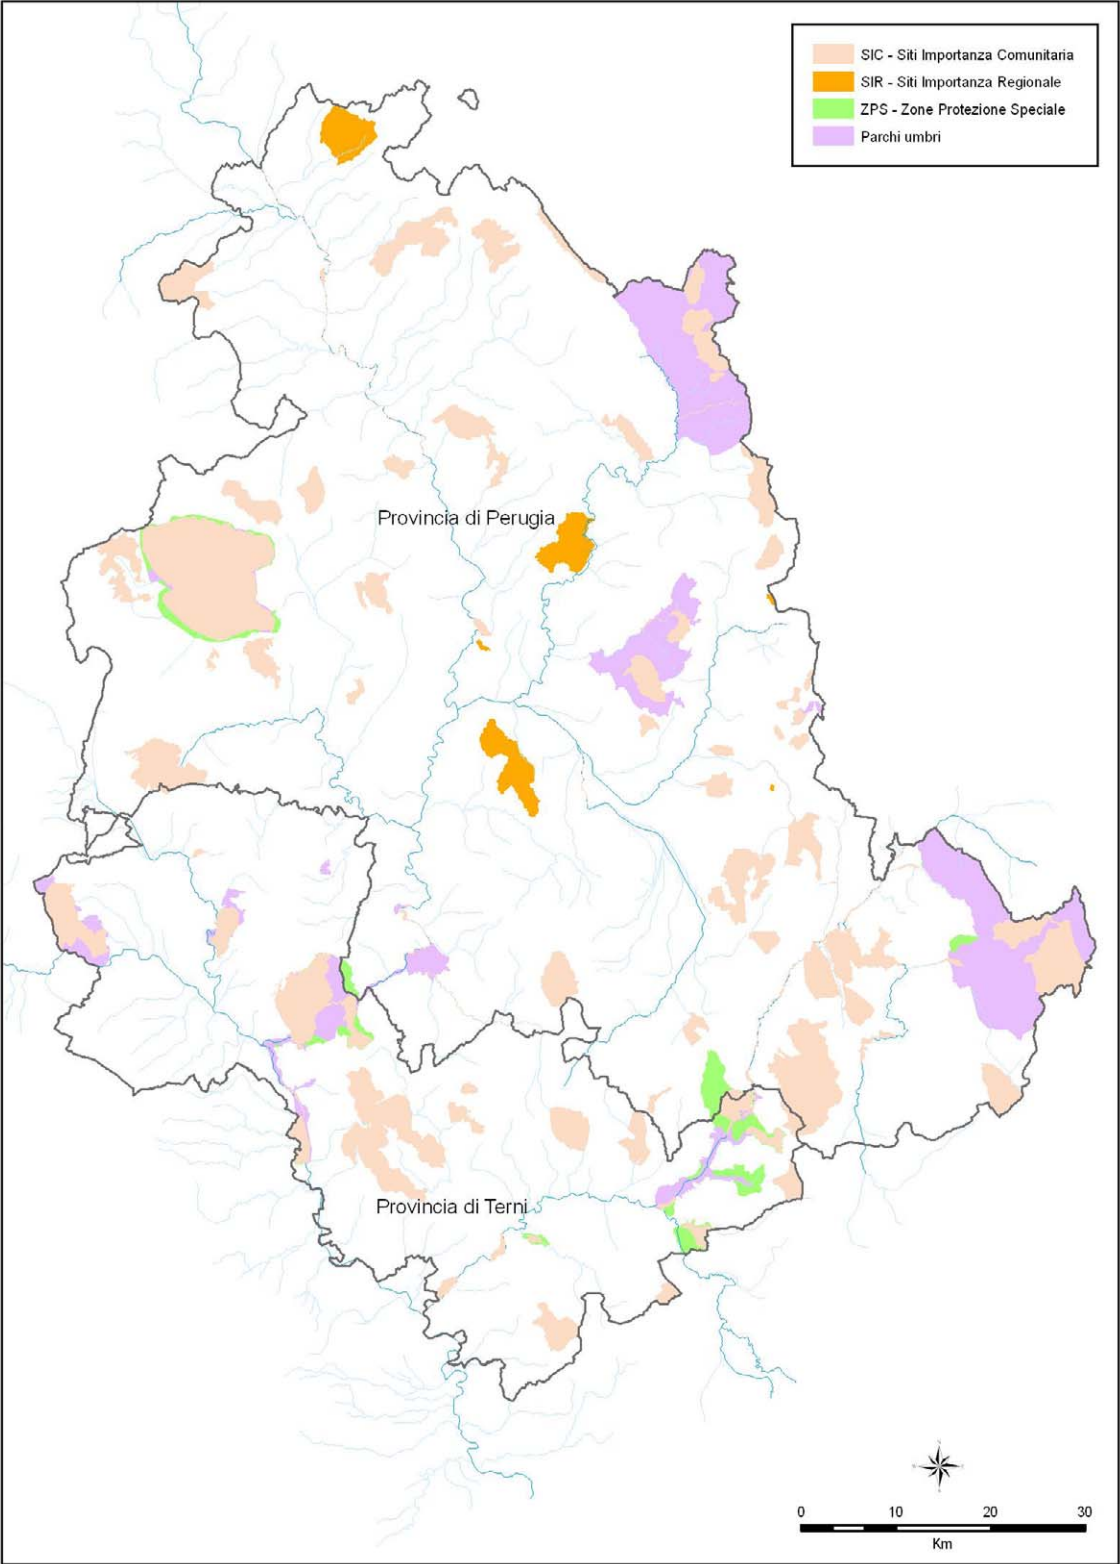 SIC - Siti Importanza Comunitaria
SIR - Siti Importanza Regionale
ZPS - Zone Protezione Speciale
Parchi umbri
Provincia di Perugia
Provincia di Terni
0 10 20 30
Km